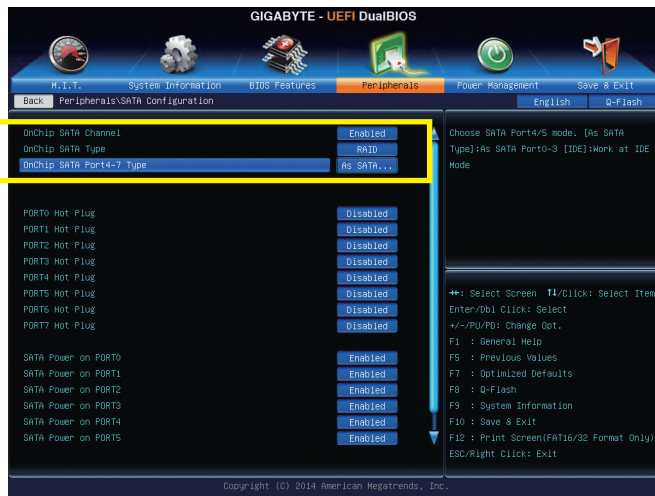 GIGABYTE - UEFI DualBIOS
M.I.T.
System Information
BIOS Features
Peripherals
Power Management
Save & Exit
Back
Peripherals\SATA Configuration
English
Q-Flash
OnChip SATA Channel Enabled
OnChip SATA Type RAID
OnChip SATA Port4-7 Type As SATA...
PORT0 Hot Plug Disabled
PORT1 Hot Plug Disabled
PORT2 Hot Plug Disabled
PORT3 Hot Plug Disabled
PORT4 Hot Plug Disabled
PORT5 Hot Plug Disabled
PORT6 Hot Plug Disabled
PORT7 Hot Plug Disabled
SATA Power on PORT0 Enabled
SATA Power on PORT1 Enabled
SATA Power on PORT2 Enabled
SATA Power on PORT3 Enabled
SATA Power on PORT4 Enabled
SATA Power on PORT5 Enabled
Choose SATA Port4/5 mode. [As SATA
Type]:As SATA Port0~3 [IDE]:Work at IDE
Mode
→←: Select Screen ↑↓/Click: Select Item
Enter/Dbl Click: Select
+/-/PU/PD: Change Opt.
F1 : General Help
F5 : Previous Values
F7 : Optimized Defaults
F8 : Q-Flash
F9 : System Information
F10 : Save & Exit
F12 : Print Screen(FAT16/32 Format Only)
ESC/Right Click: Exit
Copyright (C) 2014 American Megatrends, Inc.